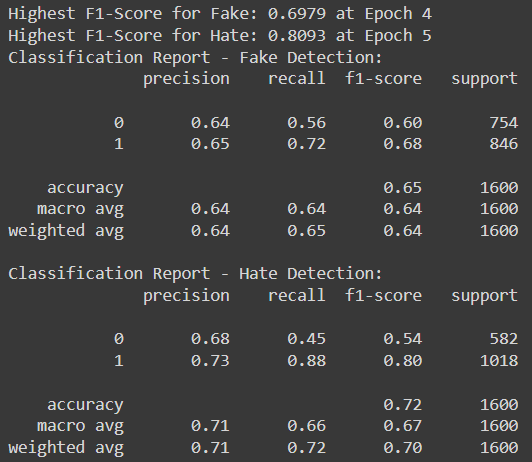 Highest F1-Score for Fake: 0.6979 at Epoch 4
Highest F1-Score for Hate: 0.8093 at Epoch 5
Classification Report - Fake Detection:
precision recall f1-score support
0 0.64 0.56 0.60 754
1 0.65 0.72 0.68 846
accuracy 0.65 1600
macro avg 0.64 0.64 0.64 1600
weighted avg 0.64 0.65 0.64 1600
Classification Report - Hate Detection:
precision recall f1-score support
0 0.68 0.45 0.54 582
1 0.73 0.88 0.80 1018
accuracy 0.72 1600
macro avg 0.71 0.66 0.67 1600
weighted avg 0.71 0.72 0.70 1600